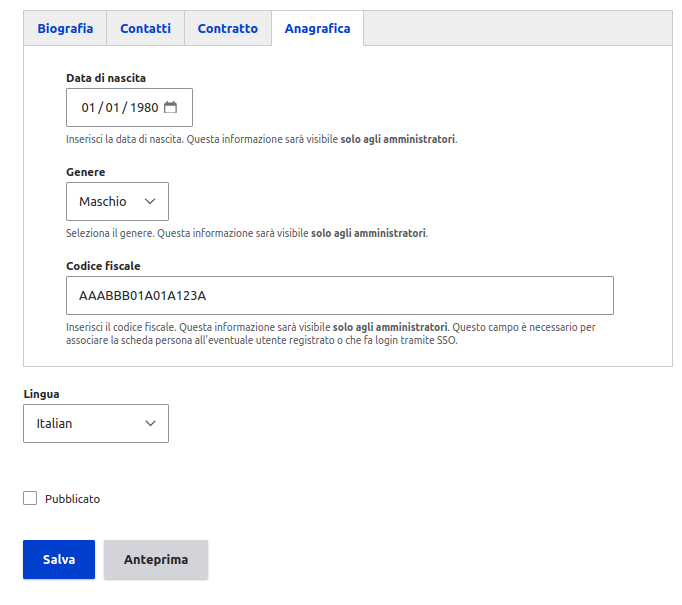 Biografia Contatti Contratto Anagrafica
Data di nascita
01/01/1980
Inserisci la data di nascita. Questa informazione sarà visibile solo agli amministratori.
Genere
Maschio
Seleziona il genere. Questa informazione sarà visibile solo agli amministratori.
Codice fiscale
AAABBB01A01A123A
Inserisci il codice fiscale. Questa informazione sarà visibile solo agli amministratori. Questo campo è necessario per
associare la scheda persona all'eventuale utente registrato o che fa login tramite SSO.
Lingua
Italian
Pubblicato
Salva Anteprima